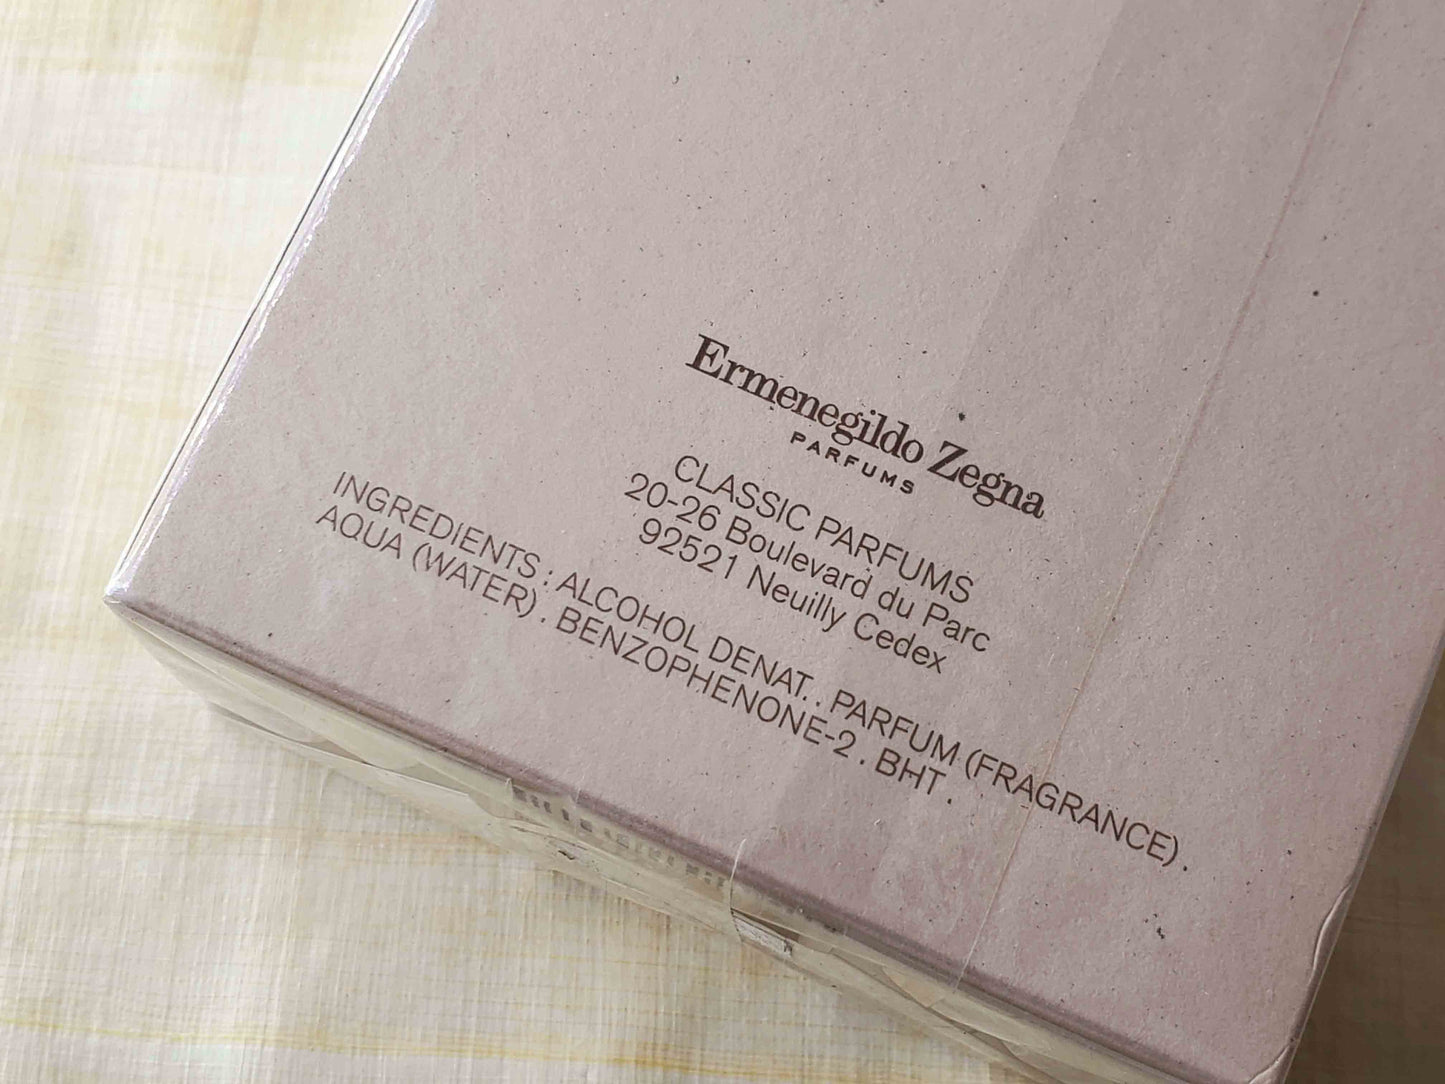 Ermenegildo Zegna
PARFUMS
CLASSIC PARFUMS
20-26 Boulevard du Parc
92521 Neuilly Cedex
INGREDIENTS : ALCOHOL DENAT. . PARFUM (FRAGRANCE) .
AQUA (WATER) . BENZOPHENONE-2 . BHT .